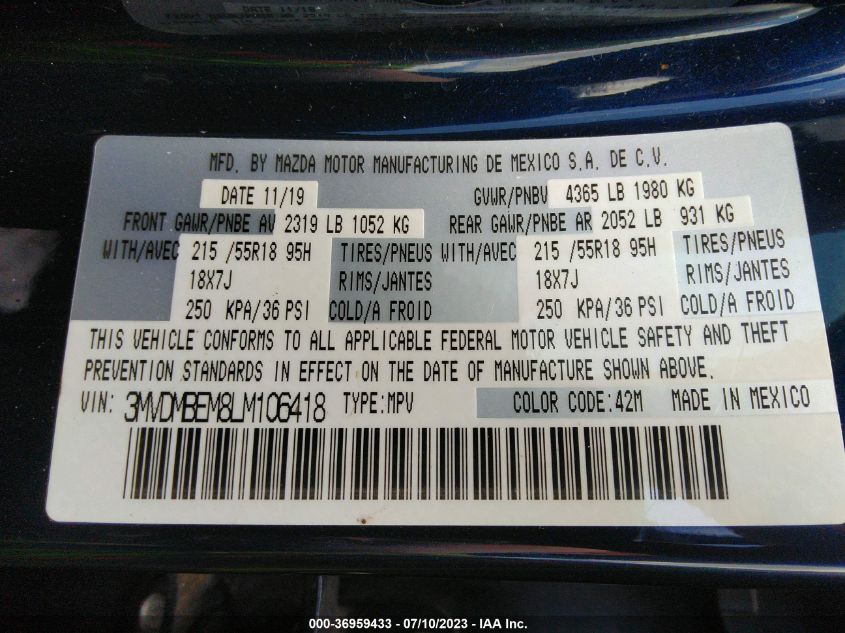 MFD. BY MAZDA MOTOR MANUFACTURING DE MEXICO S.A. DE C.V.
DATE 11/19 GVWR/PNBV 4365 LB 1980 KG
FRONT GAWR/PNBE AV 2319 LB 1052 KG REAR GAWR/PNBE AR 2052 LB 931 KG
WITH/AVEC 215 /55R18 95H TIRES/PNEUS WITH/AVEC 215 /55R18 95H TIRES/PNEUS
18X7J RIMS/JANTES 18X7J RIMS/JANTES
250 KPA/36 PSI COLD/A FROID 250 KPA/36 PSI COLD/A FROID
THIS VEHICLE CONFORMS TO ALL APPLICABLE FEDERAL MOTOR VEHICLE SAFETY AND THEFT
PREVENTION STANDARDS IN EFFECT ON THE DATE OF MANUFACTURE SHOWN ABOVE.
VIN: 3MVDMBEM8LM106418 TYPE:MPV COLOR CODE:42M MADE IN MEXICO
000-36959433 - 07/10/2023 - © IAA Inc.